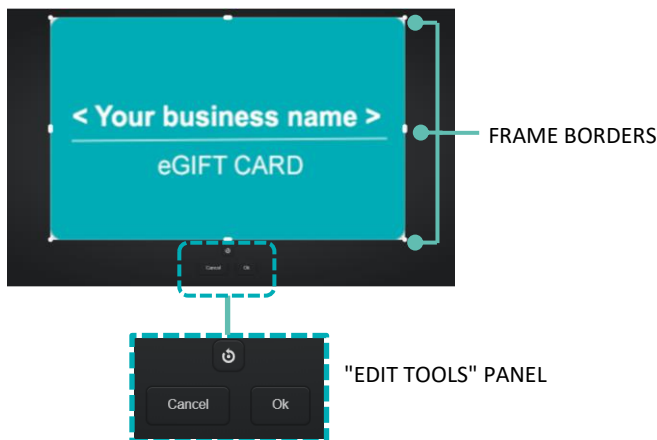 < Your business name >
eGIFT CARD
FRAME BORDERS
Cancel Ok
"EDIT TOOLS" PANEL
Cancel Ok